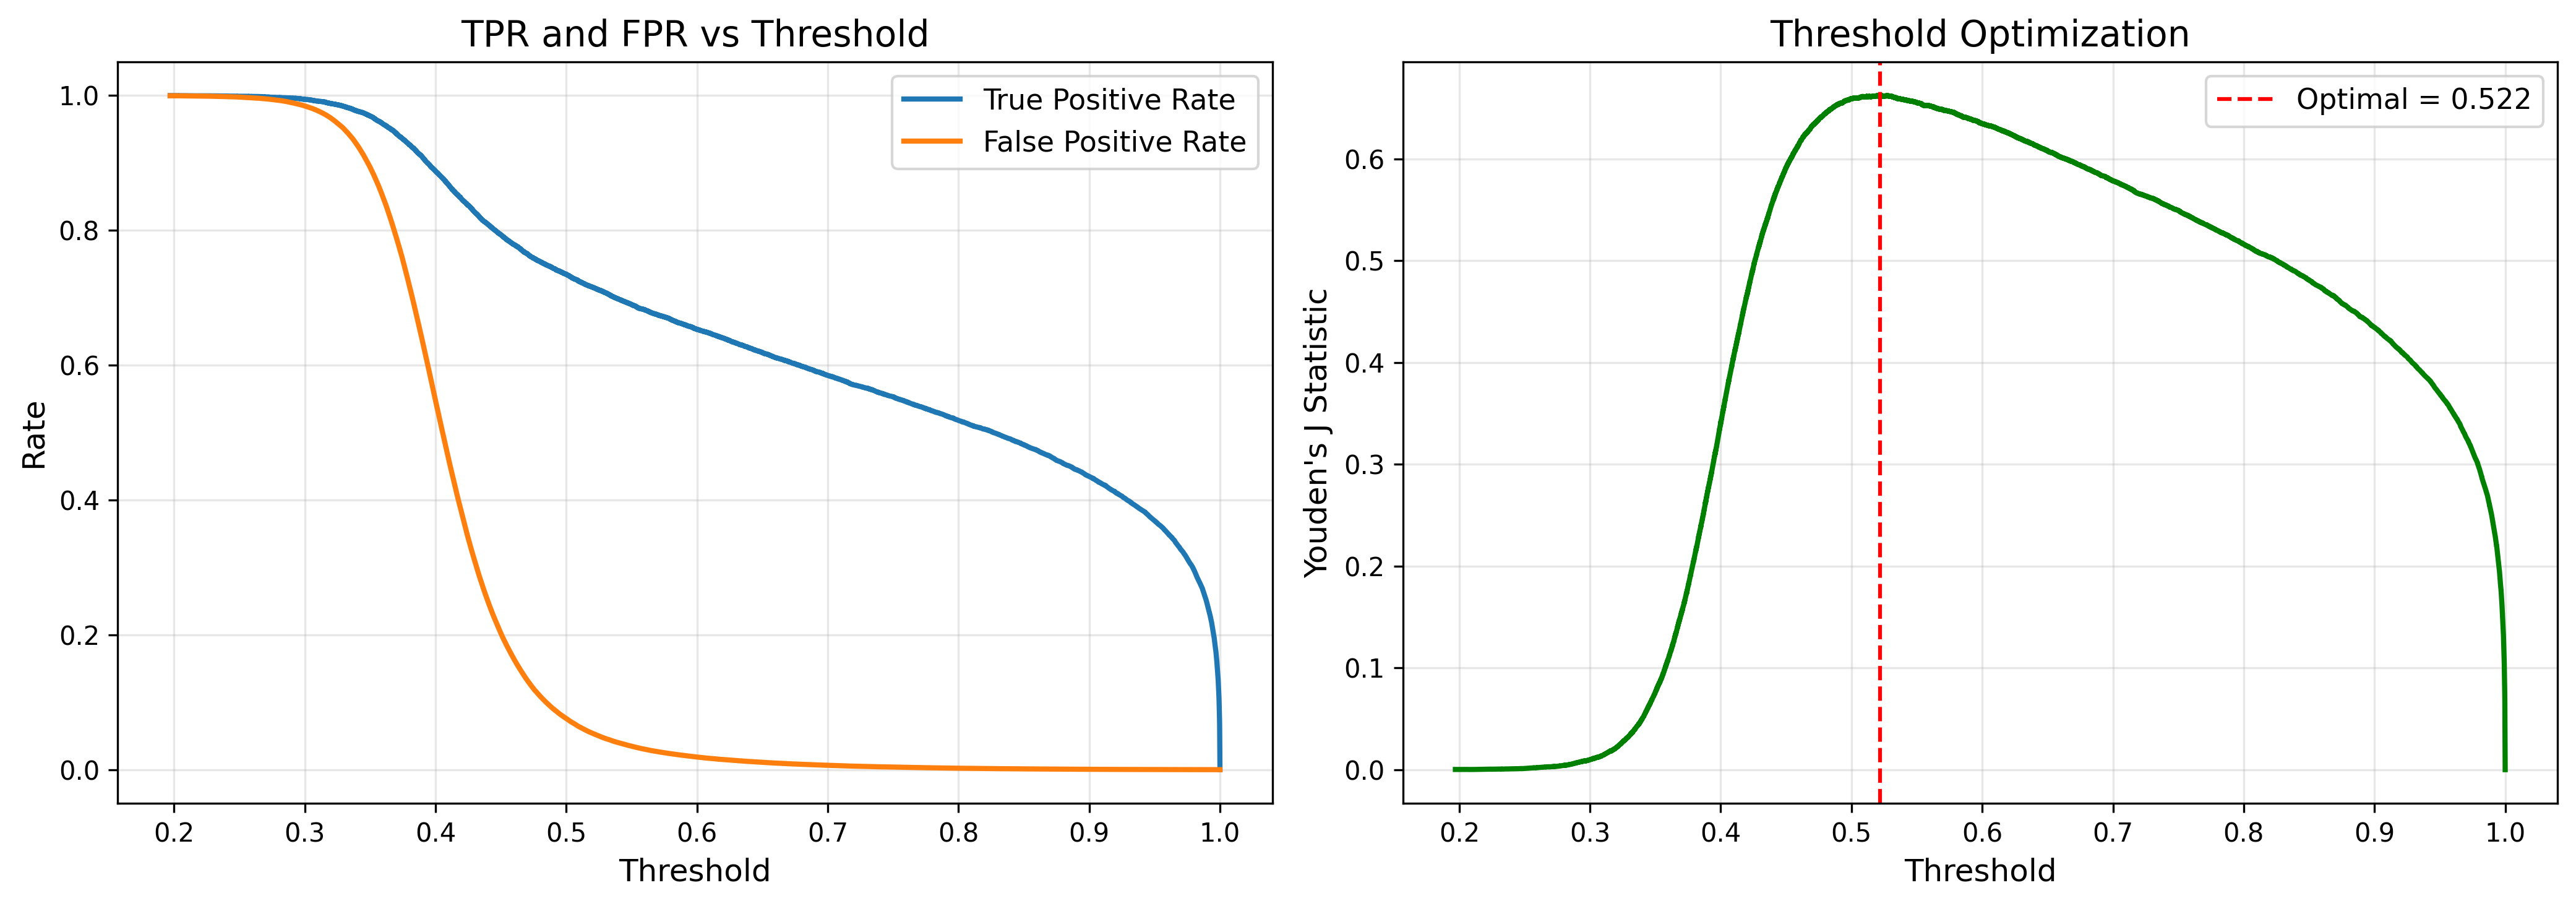 TPR and FPR vs Threshold
True Positive Rate
False Positive Rate
Rate
1.0
0.8
0.6
0.4
0.2
0.0
0.2 0.3 0.4 0.5 0.6 0.7 0.8 0.9 1.0
Threshold
Threshold Optimization
Optimal = 0.522
Youden's J Statistic
0.6
0.5
0.4
0.3
0.2
0.1
0.0
0.2 0.3 0.4 0.5 0.6 0.7 0.8 0.9 1.0
Threshold